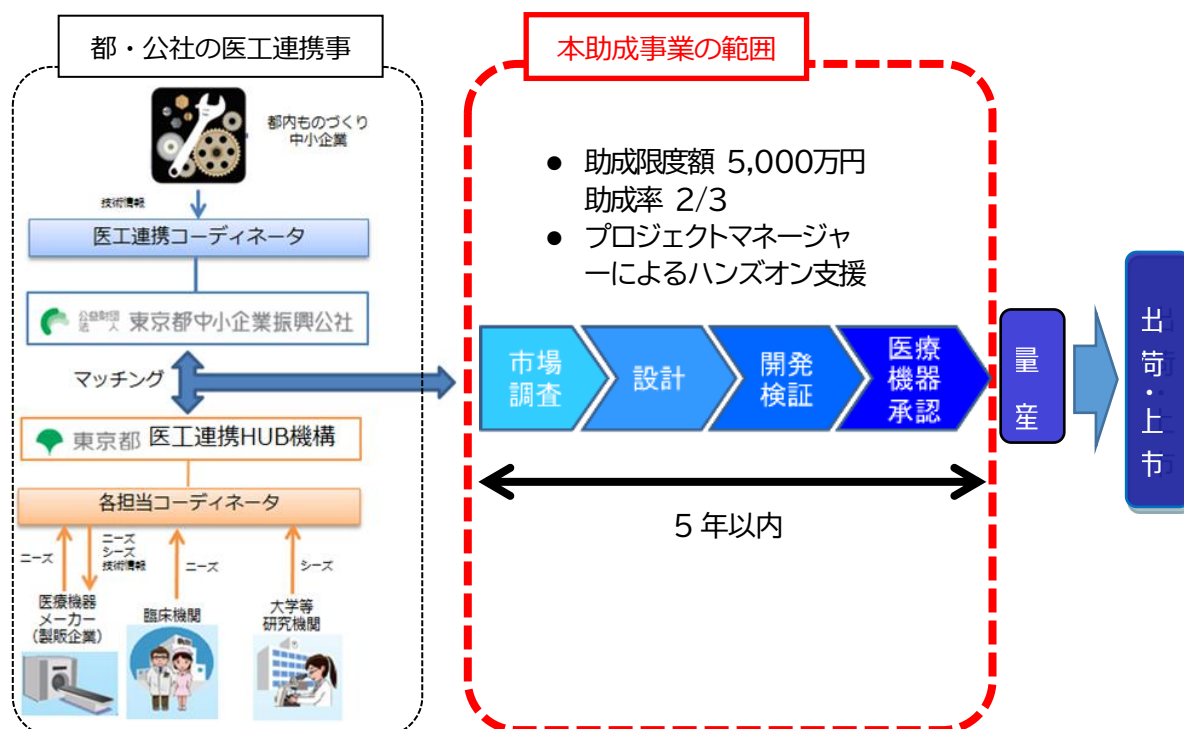 都・公社の医工連携事
都内ものづくり
中小企業
技術情報
医工連携コーディネータ
公益財団
法人 東京都中小企業振興公社
マッチング
東京都 医工連携HUB機構
各担当コーディネータ
ニーズ
ニーズ
シーズ
技術情報
ニーズ
シーズ
医療機器
メーカー
(製販企業)
臨床機関
大学等
研究機関
本助成事業の範囲
● 助成限度額 5,000万円
助成率 2/3
● プロジェクトマネージャ
ーによるハンズオン支援
市場
調査
設計
開発
検証
医療
機器
承認
5 年以内
量産
出荷・上市